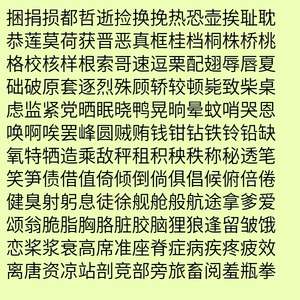 捆捐损都哲逝捡换挽热恐壶挨耻耽
恭莲莫荷获晋恶真框桂档桐株桥桃
格校核样根索哥速逗栗配翅辱唇夏
础破原套逐烈殊顾轿较顿毙致柴桌
虑监紧党晒眠晓鸭晃晌晕蚊哨哭恩
唤啊唉罢峰圆贼贿钱钳钻铁铃铅缺
氧特牺造乘敌秤租积秧秩称秘透笔
笑笋债借值倚倾倒倘俱倡候俯倍倦
健臭射躬息徒徐舰舱般航途拿爹爱
颂翁脆脂胸胳脏胶脑狸狼逢留皱饿
恋桨浆衰高席准座脊症病疾疼疲效
离唐资凉站剖竞部旁旅畜阅羞瓶拳